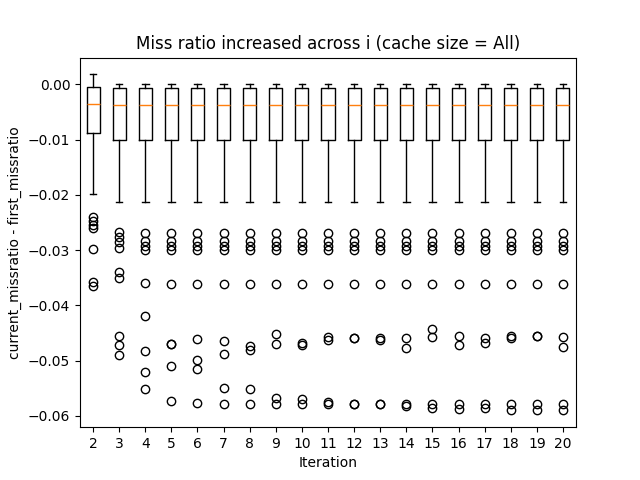 Miss ratio increased across i (cache size = All)
current_missratio - first_missratio
0.00
−0.01
−0.02
−0.03
−0.04
−0.05
−0.06
2 3 4 5 6 7 8 9 10 11 12 13 14 15 16 17 18 19 20
Iteration